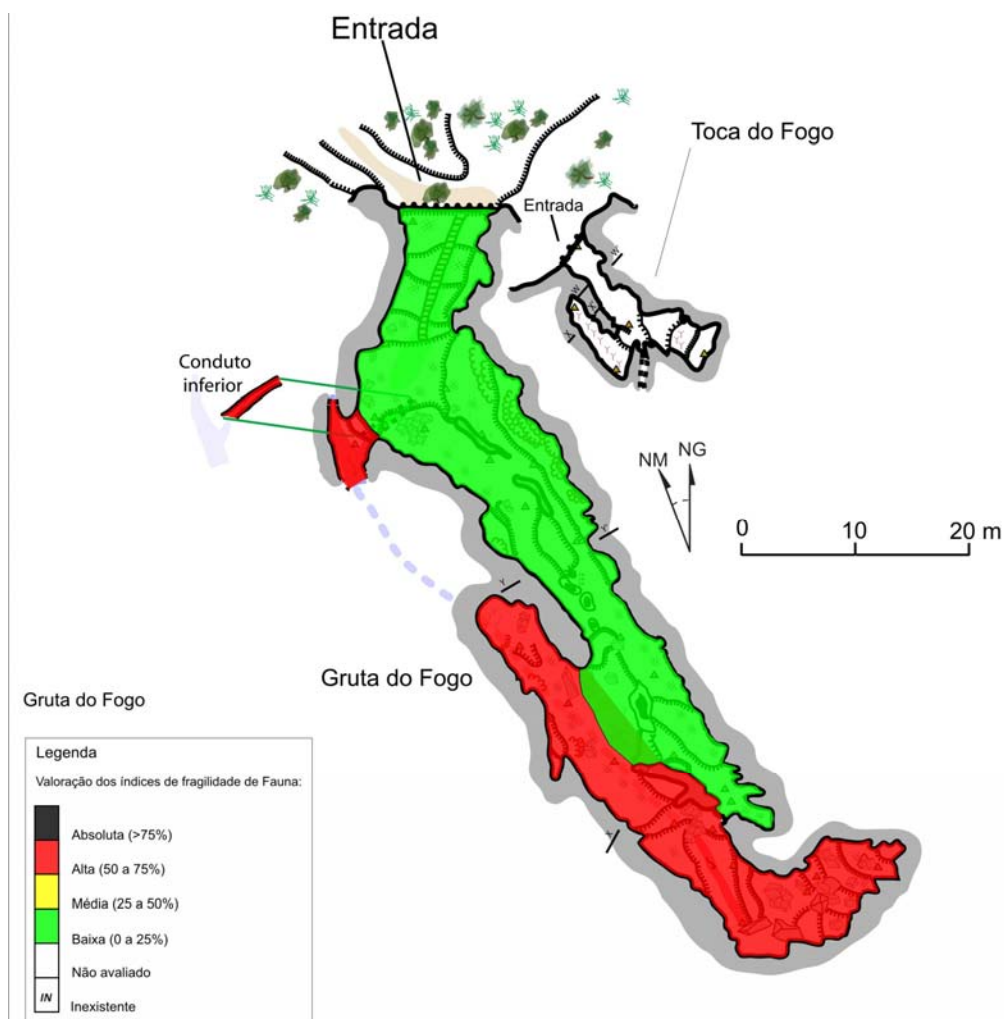 Entrada
Toca do Fogo
Entrada
Conduto
inferior
NM
NG
0
10
20 m
Gruta do Fogo
Gruta do Fogo
Legenda
Valoração dos índices de fragilidade de Fauna:
Absoluta (>75%)
Alta (50 a 75%)
Média (25 a 50%)
Baixa (0 a 25%)
Não avaliado
IN
Inexistente